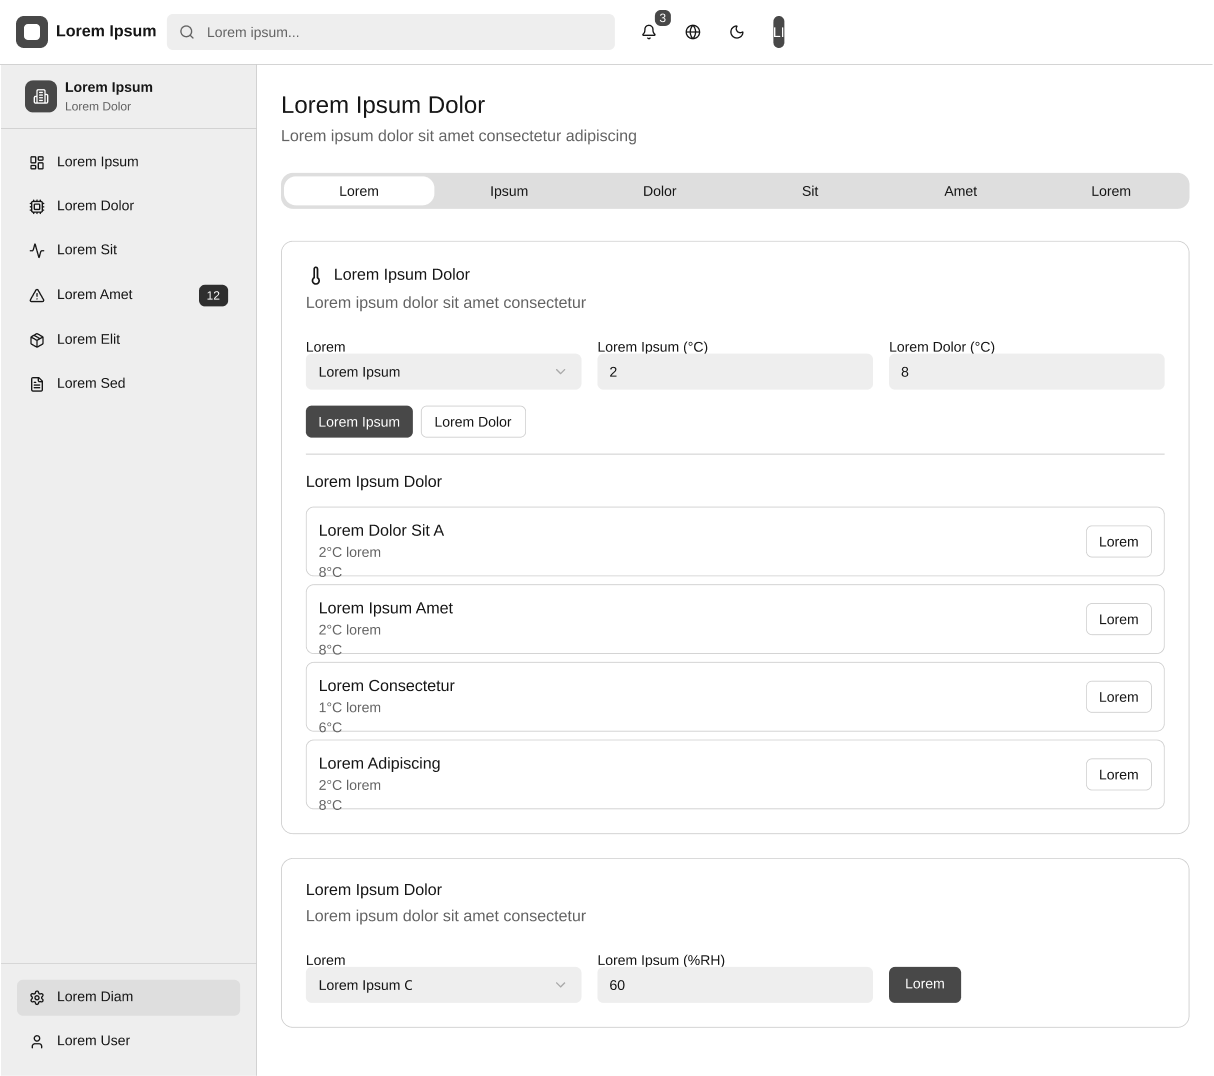 Lorem Ipsum
Lorem ipsum...
3
LI
Lorem Ipsum
Lorem Dolor
Lorem Ipsum
Lorem Dolor
Lorem Sit
Lorem Amet
12
Lorem Elit
Lorem Sed
Lorem Diam
Lorem User
Lorem Ipsum Dolor
Lorem ipsum dolor sit amet consectetur adipiscing
Lorem Ipsum Dolor Sit Amet Lorem
Lorem Ipsum Dolor
Lorem ipsum dolor sit amet consectetur
Lorem Lorem Ipsum (°C) Lorem Dolor (°C)
Lorem Ipsum 2 8
Lorem Ipsum Lorem Dolor
Lorem Ipsum Dolor
Lorem Dolor Sit A
2°C lorem
8°C
Lorem
Lorem Ipsum Amet
2°C lorem
8°C
Lorem
Lorem Consectetur
1°C lorem
6°C
Lorem
Lorem Adipiscing
2°C lorem
8°C
Lorem
Lorem Ipsum Dolor
Lorem ipsum dolor sit amet consectetur
Lorem Lorem Ipsum (%RH)
Lorem Ipsum C 60 Lorem